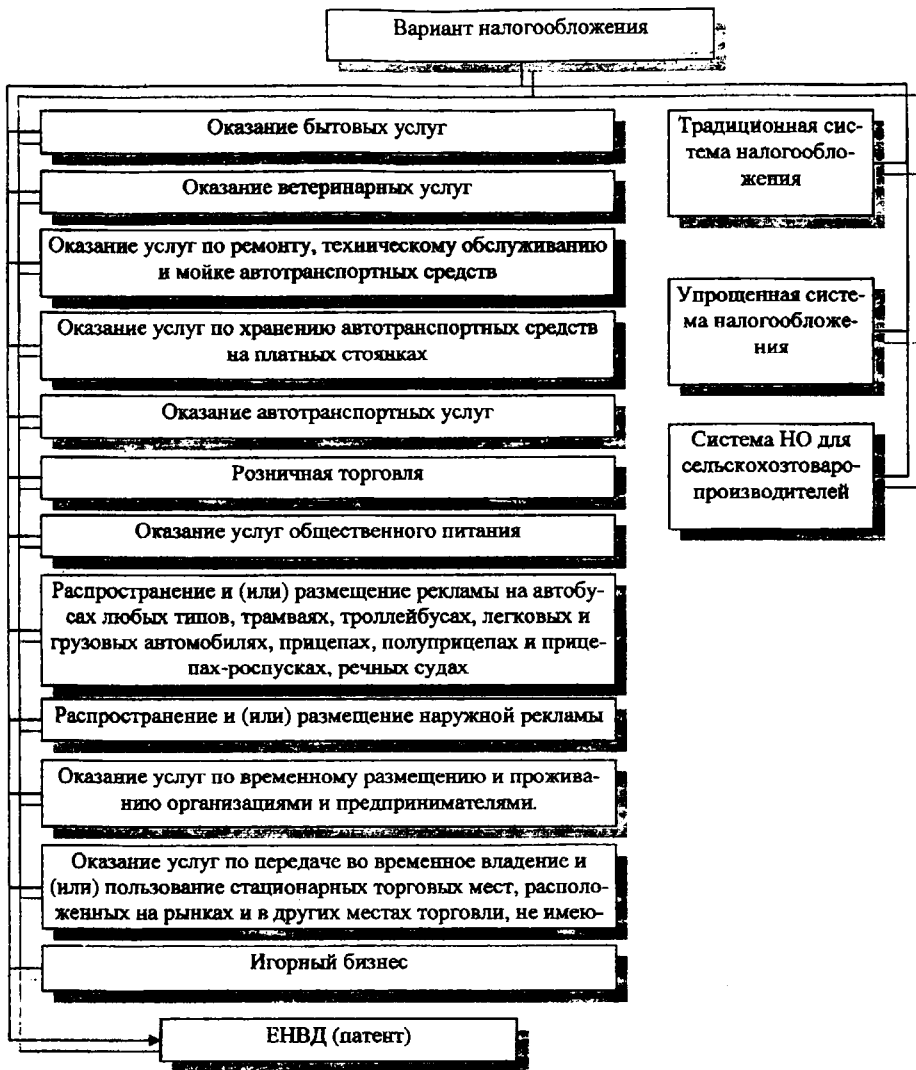 Вариант налогообложения
Оказание бытовых услуг
Оказание ветеринарных услуг
Оказание услуг по ремонту, техническому обслуживанию
и мойке автотранспортных средств
Оказание услуг по хранению автотранспортных средств
на платных стоянках
Оказание автотранспортных услуг
Розничная торговля
Оказание услуг общественного питания
Распространение и (или) размещение рекламы на автобу-
сах любых типов, трамваях, троллейбусах, легковых и
грузовых автомобилях, прицепах, полуприцепах и прице-
пах-роспусках, речных судах
Распространение и (или) размещение наружной рекламы
Оказание услуг по временному размещению и прожива-
нию организациями и предпринимателями.
Оказание услуг по передаче во временное владение и
(или) пользование стационарных торговых мест, располо-
женных на рынках и в других местах торговли, не имею-
Игорный бизнес
ЕНВД (патент)
Традиционная сис-
тема налогообло-
жения
Упрощенная систе-
ма налогообложе-
ния
Система НО для
сельскохозтоваро-
производителей